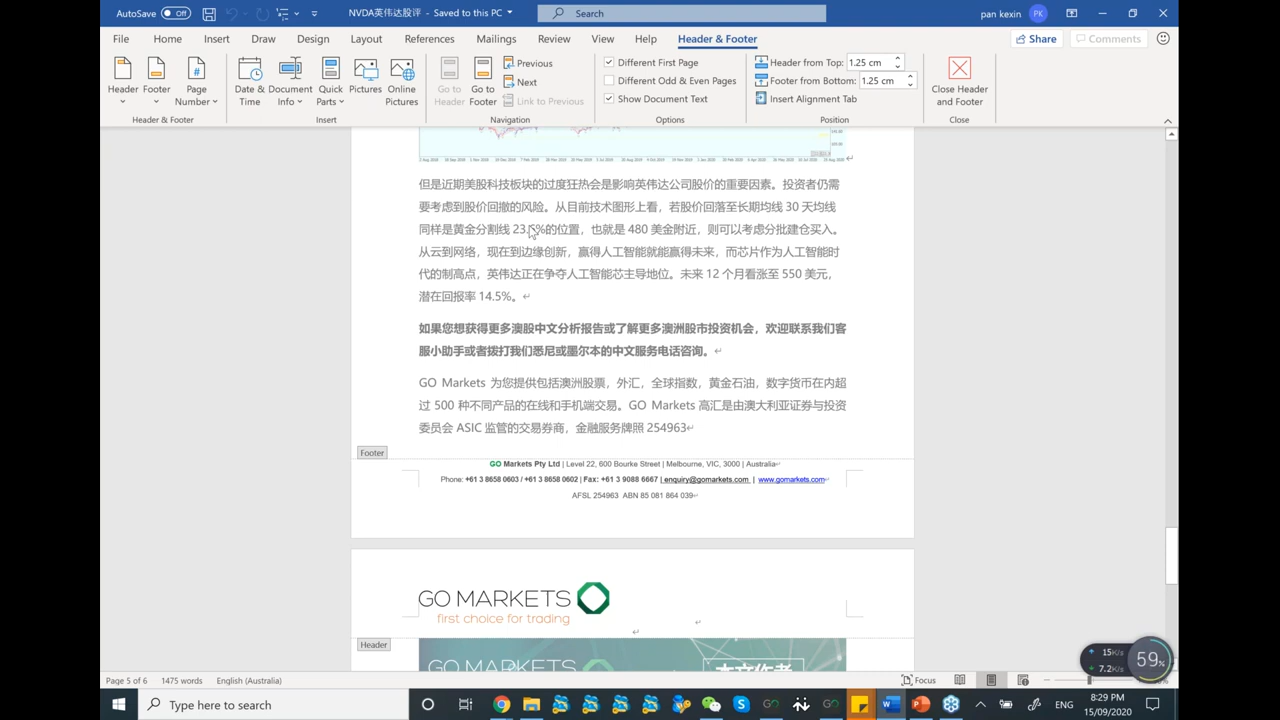 AutoSave Off
NVDA英伟达股评 - Saved to this PC
Search
pan kexin PK
File Home Insert Draw Design Layout References Mailings Review View Help Header & Footer
Share Comments
Header Footer Page Number
Date & Time Document Info Quick Parts Pictures Online Pictures
Go to Header Go to Footer
Previous
Next
Link to Previous
Different First Page
Different Odd & Even Pages
Show Document Text
Header from Top: 1.25 cm
Footer from Bottom: 1.25 cm
Insert Alignment Tab
Close Header and Footer
Header & Footer Insert Navigation Options Position Close
但是近期美股科技板块的过度狂热会是影响英伟达公司股价的重要因素。投资者仍需
要考虑到股价回撤的风险。从目前技术图形上看，若股价回落至长期均线 30 天均线
同样是黄金分割线 23.6%的位置，也就是 480 美金附近，则可以考虑分批建仓买入。
从云到网络，现在到边缘创新，赢得人工智能就能赢得未来，而芯片作为人工智能时
代的制高点，英伟达正在争夺人工智能芯主导地位。未来 12 个月看涨至 550 美元，
潜在回报率 14.5%。
如果您想获得更多澳股中文分析报告或了解更多澳洲股市投资机会，欢迎联系我们客
服小助手或者拨打我们悉尼或墨尔本的中文服务电话咨询。
GO Markets 为您提供包括澳洲股票，外汇，全球指数，黄金石油，数字货币在内超
过 500 种不同产品的在线和手机端交易。GO Markets 高汇是由澳大利亚证券与投资
委员会 ASIC 监管的交易券商，金融服务牌照 254963
Footer
GO Markets Pty Ltd | Level 22, 600 Bourke Street | Melbourne, VIC, 3000 | Australia
Phone: +61 3 8658 0603 / +61 3 8658 0602 | Fax: +61 3 9088 6667 | enquiry@gomarkets.com | www.gomarkets.com
AFSL 254963 ABN 85 081 864 039
GO MARKETS
first choice for trading
Header
GO MARKETS
本文作者
15K/s
7.2K/s
59%
Page 5 of 6 1475 words English (Australia)
Focus
Type here to search
ENG
8:29 PM
15/09/2020